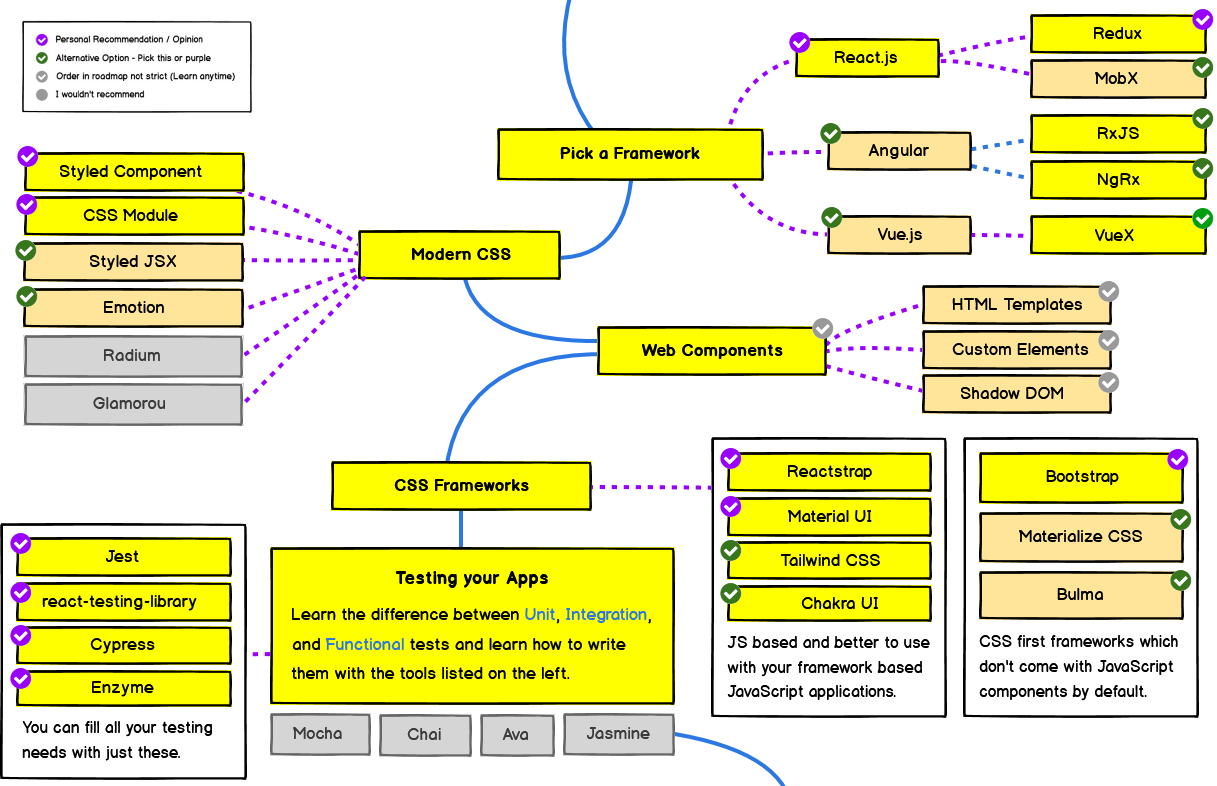 Personal Recommendation / Opinion
Alternative Option - Pick this or purple
Order in roadmap not strict (Learn anytime)
I wouldn't recommend
Pick a Framework
React.js
Redux
MobX
Angular
RxJS
NgRx
Vue.js
VueX
Modern CSS
Styled Component
CSS Module
Styled JSX
Emotion
Radium
Glamorou
Web Components
HTML Templates
Custom Elements
Shadow DOM
CSS Frameworks
Reactstrap
Material UI
Tailwind CSS
Chakra UI
JS based and better to use
with your framework based
JavaScript applications.
Bootstrap
Materialize CSS
Bulma
CSS first frameworks which
don't come with JavaScript
components by default.
Testing your Apps
Learn the difference between Unit, Integration,
and Functional tests and learn how to write
them with the tools listed on the left.
Jest
react-testing-library
Cypress
Enzyme
You can fill all your testing
needs with just these.
Mocha
Chai
Ava
Jasmine